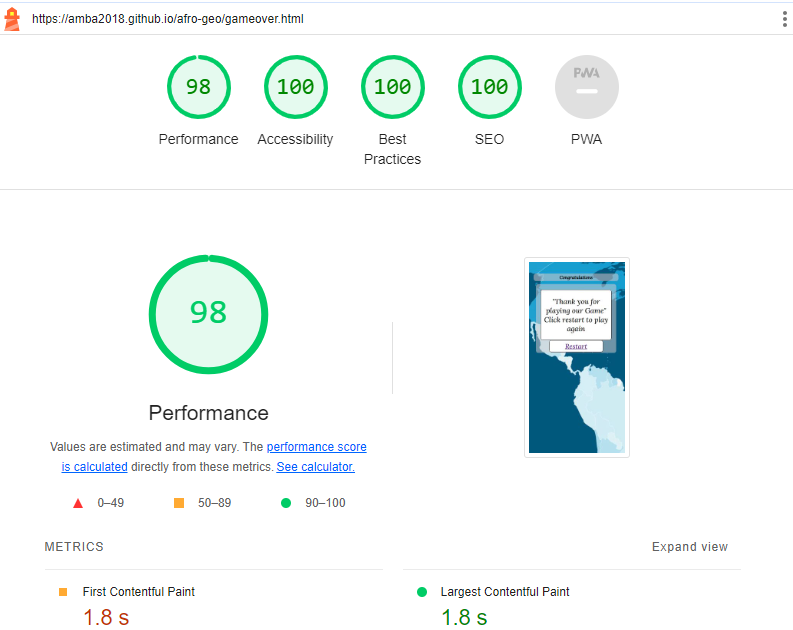 https://amba2018.github.io/afro-geo/gameover.html
98
100
100
100
PWA
Performance
Accessibility
Best
Practices
SEO
PWA
98
Performance
Values are estimated and may vary. The performance score
is calculated directly from these metrics. See calculator.
0–49
50–89
90–100
Congratulations
"Thank you for
playing our Game"
Click restart to play
again
Restart
METRICS
Expand view
First Contentful Paint
1.8 s
Largest Contentful Paint
1.8 s